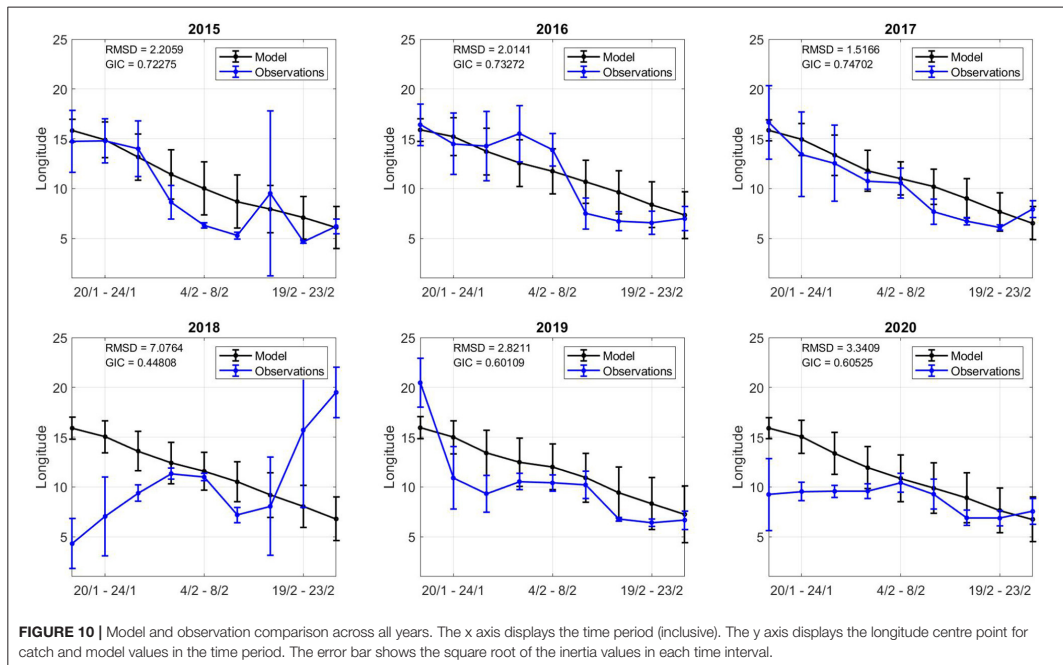 2015
25
20
15
10
5
Longitude
RMSD = 2.2059
GIC = 0.72275
Model
Observations
20/1 - 24/1
4/2 - 8/2
19/2 - 23/2
2016
25
20
15
10
5
Longitude
RMSD = 2.0141
GIC = 0.73272
Model
Observations
20/1 - 24/1
4/2 - 8/2
19/2 - 23/2
2017
25
20
15
10
5
Longitude
RMSD = 1.5166
GIC = 0.74702
Model
Observations
20/1 - 24/1
4/2 - 8/2
19/2 - 23/2
2018
25
20
15
10
5
Longitude
RMSD = 7.0764
GIC = 0.44808
Model
Observations
20/1 - 24/1
4/2 - 8/2
19/2 - 23/2
2019
25
20
15
10
5
Longitude
RMSD = 2.8211
GIC = 0.60109
Model
Observations
20/1 - 24/1
4/2 - 8/2
19/2 - 23/2
2020
25
20
15
10
5
Longitude
RMSD = 3.3409
GIC = 0.60525
Model
Observations
20/1 - 24/1
4/2 - 8/2
19/2 - 23/2
FIGURE 10 | Model and observation comparison across all years. The x axis displays the time period (inclusive). The y axis displays the longitude centre point for
catch and model values in the time period. The error bar shows the square root of the inertia values in each time interval.